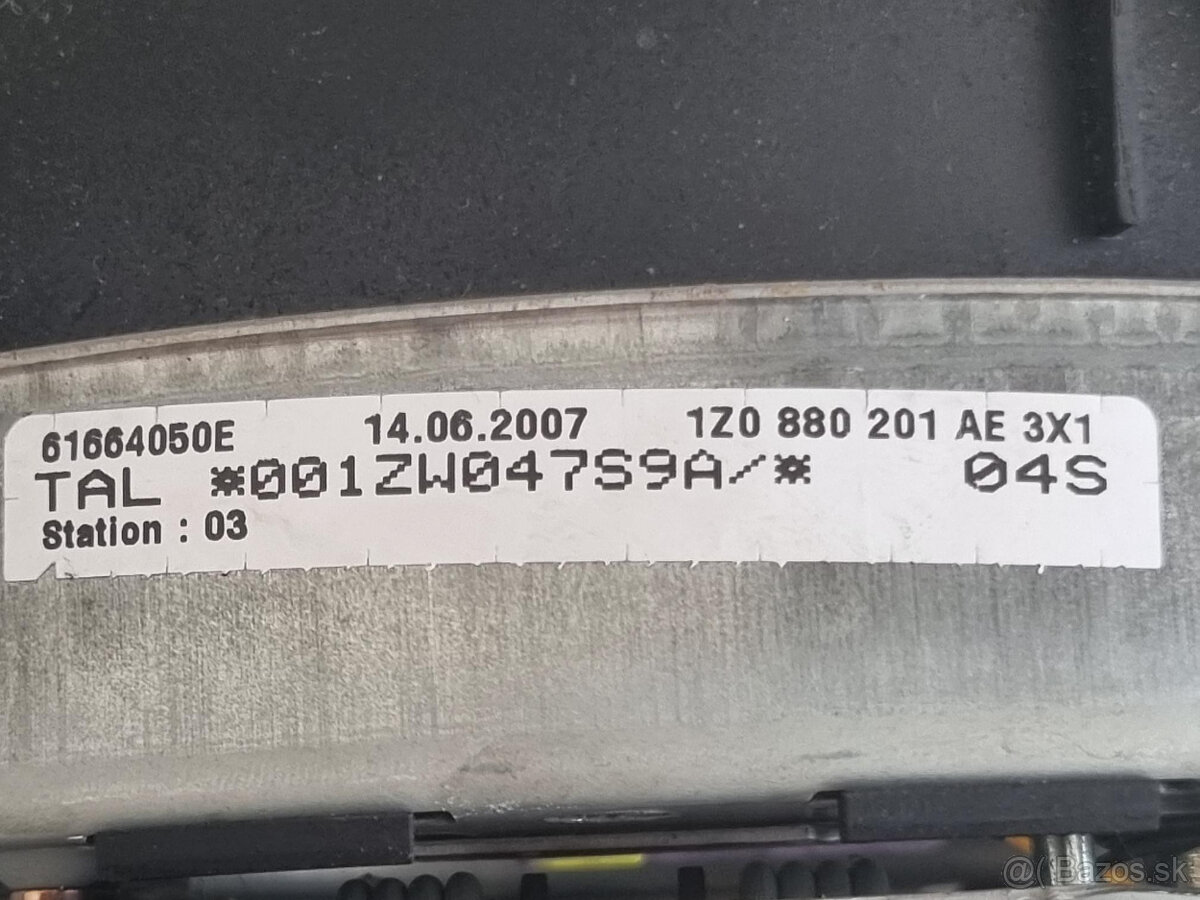 61664050E 14.06.2007 1Z0 880 201 AE 3X1
TAL *001ZW047S9A/* 04S
Station : 03
@(Bazos.sk